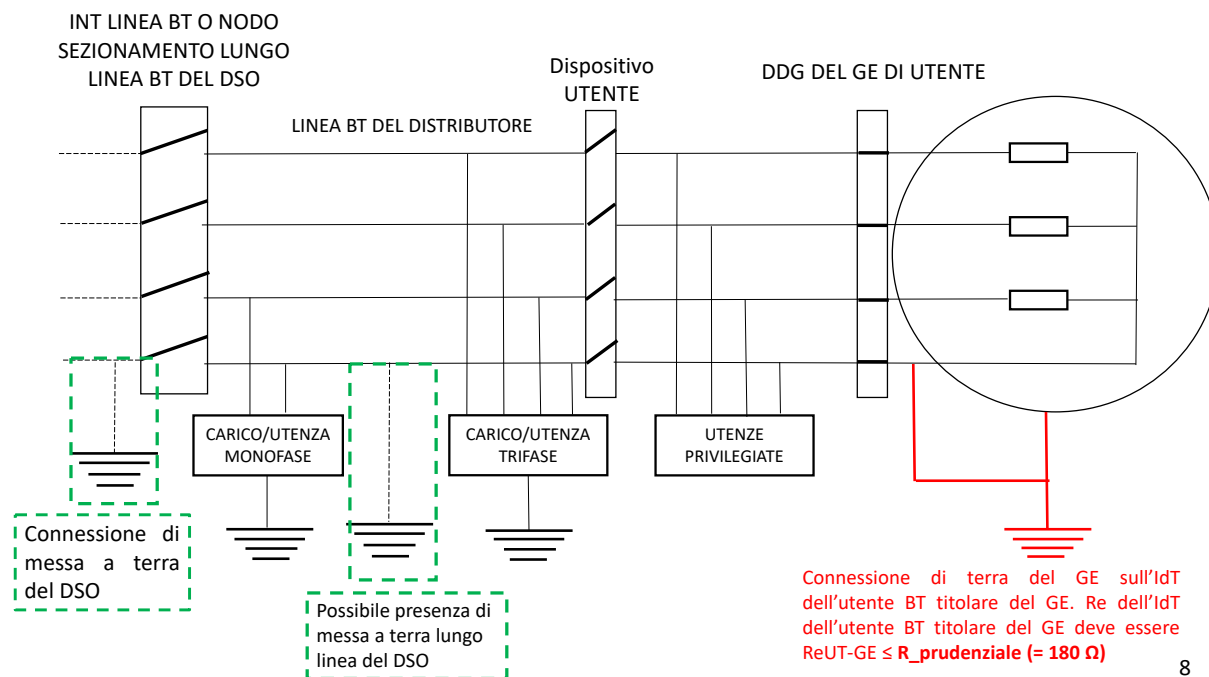 INT LINEA BT O NODO
SEZIONAMENTO LUNGO
LINEA BT DEL DSO
Dispositivo
UTENTE
DDG DEL GE DI UTENTE
LINEA BT DEL DISTRIBUTORE
CARICO/UTENZA
MONOFASE
CARICO/UTENZA
TRIFASE
UTENZE
PRIVILEGIATE
Connessione di
messa a terra
del DSO
Possibile presenza di
messa a terra lungo
linea del DSO
Connessione di terra del GE sull'IdT
dell'utente BT titolare del GE. Re dell'IdT
dell'utente BT titolare del GE deve essere
ReUT-GE ≤ R_prudenziale (= 180 Ω)
8